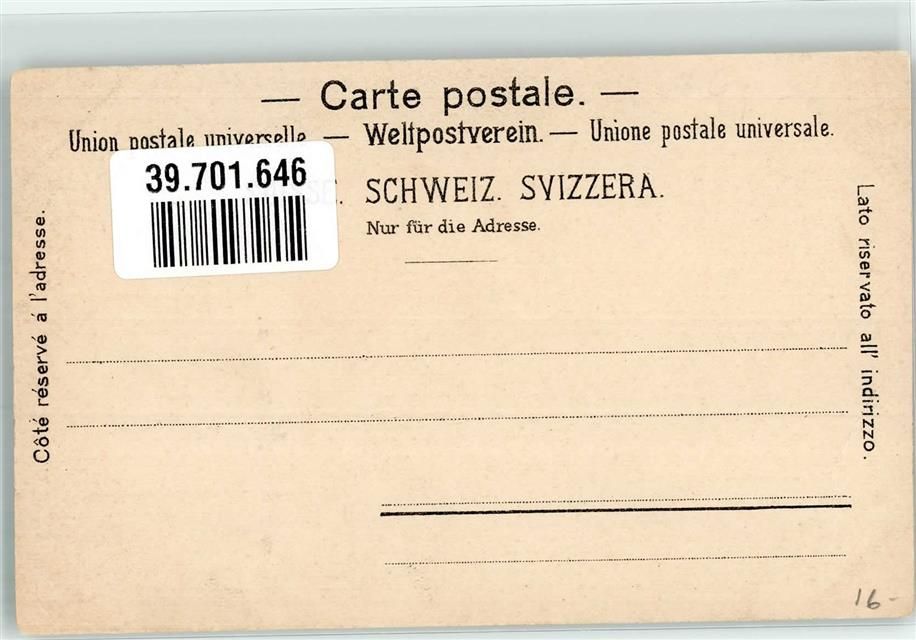 — Carte postale. —
Union postale universelle — Weltpostverein. — Unione postale universale.
39.701.646
SCHWEIZ. SVIZZERA.
Nur für die Adresse.
Côté réservé á l'adresse.
Lato riservato all' indirizzo.
16-